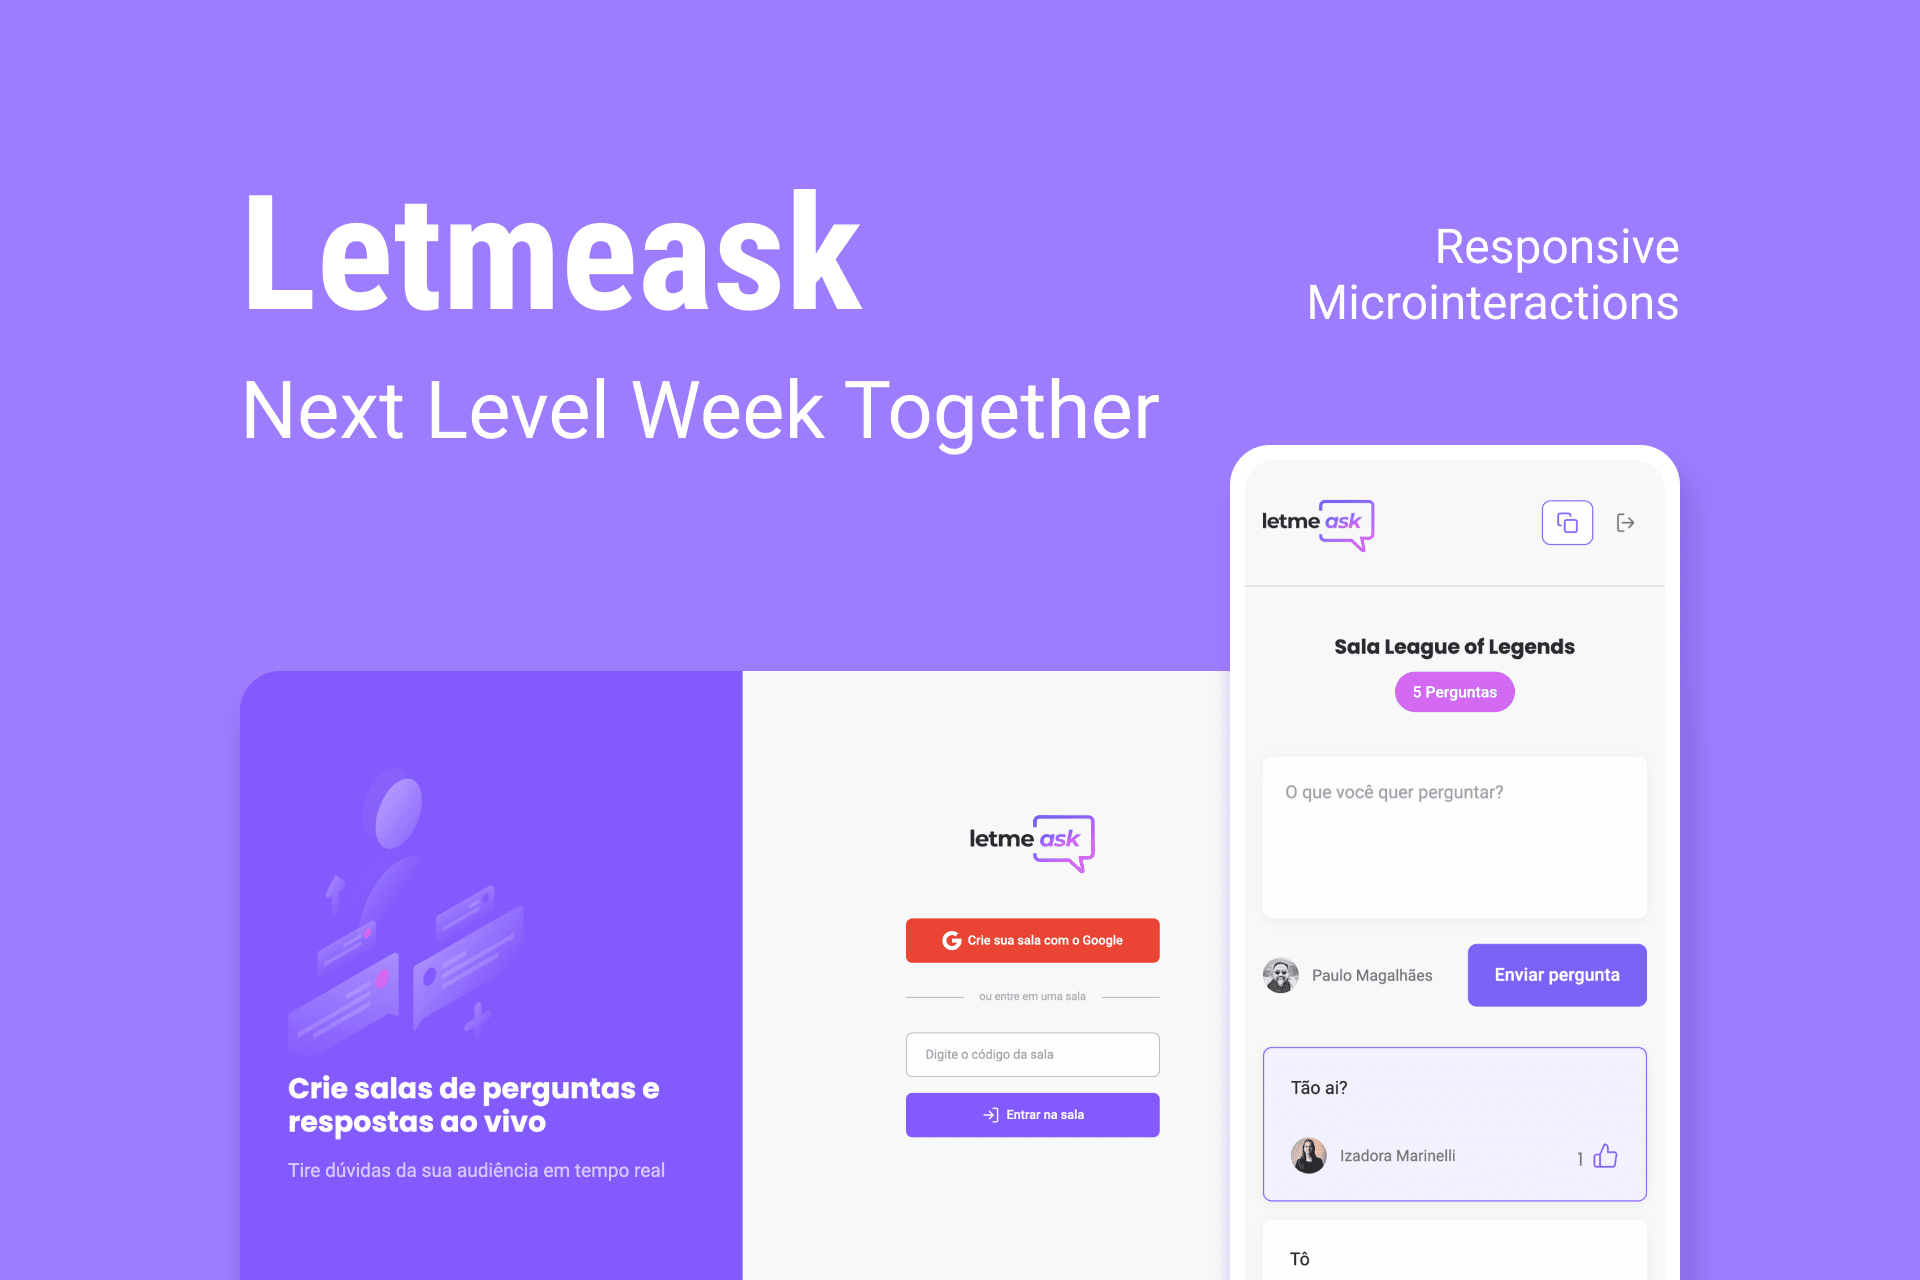 Letmeask
Next Level Week Together
Responsive
Microinteractions
Crie salas de perguntas e
respostas ao vivo
Tire dúvidas da sua audiência em tempo real
letme ask
Crie sua sala com o Google
ou entre em uma sala
Digite o código da sala
Entrar na sala
letme ask
Sala League of Legends
5 Perguntas
O que você quer perguntar?
Paulo Magalhães
Enviar pergunta
Tão ai?
Izadora Marinelli
1
Tô